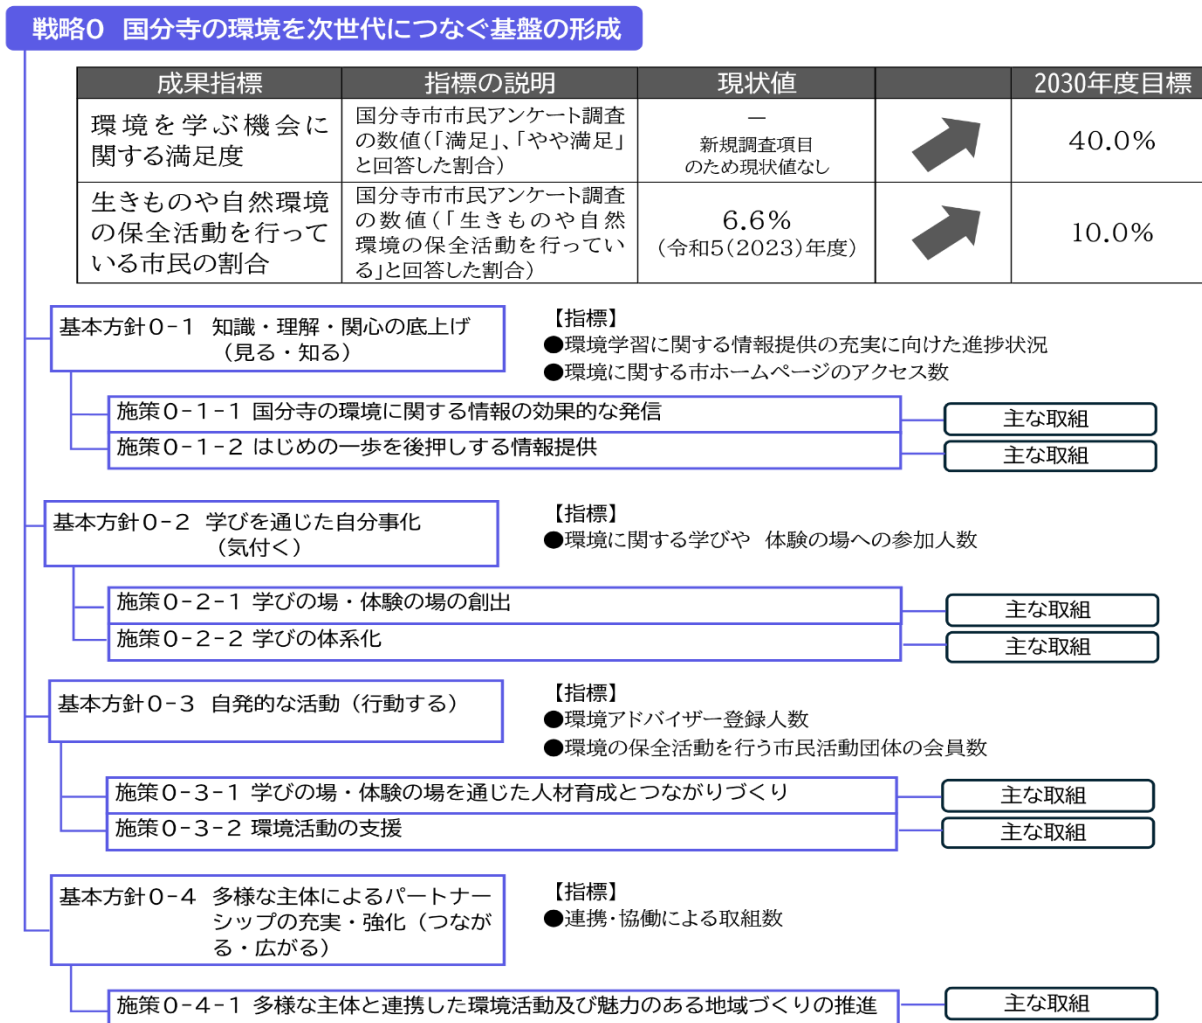 戦略０ 国分寺の環境を次世代につなぐ基盤の形成
成果指標 指標の説明 現状値 2030年度目標
環境を学ぶ機会に
関する満足度
国分寺市市民アンケート調査
の数値（「満足」、「やや満足」
と回答した割合）
―
新規調査項目
のため現状値なし
40.0%
生きものや自然環境
の保全活動を行って
いる市民の割合
国分寺市市民アンケート調査
の数値（「生きものや自然
環境の保全活動を行ってい
る」と回答した割合）
6.6%
（令和5（2023）年度）
10.0%
基本方針０-１ 知識・理解・関心の底上げ
（見る・知る）
【指標】
●環境学習に関する情報提供の充実に向けた進捗状況
●環境に関する市ホームページのアクセス数
施策０-１-１ 国分寺の環境に関する情報の効果的な発信
主な取組
施策０-１-２ はじめの一歩を後押しする情報提供
主な取組
基本方針０-２ 学びを通じた自分事化
（気付く）
【指標】
●環境に関する学びや 体験の場への参加人数
施策０-２-１ 学びの場・体験の場の創出
主な取組
施策０-２-２ 学びの体系化
主な取組
基本方針０-３ 自発的な活動（行動する）
【指標】
●環境アドバイザー登録人数
●環境の保全活動を行う市民活動団体の会員数
施策０-３-１ 学びの場・体験の場を通じた人材育成とつながりづくり
主な取組
施策０-３-２ 環境活動の支援
主な取組
基本方針０-４ 多様な主体によるパートナー
シップの充実・強化（つなが
る・広がる）
【指標】
●連携・協働による取組数
施策０-４-１ 多様な主体と連携した環境活動及び魅力のある地域づくりの推進
主な取組